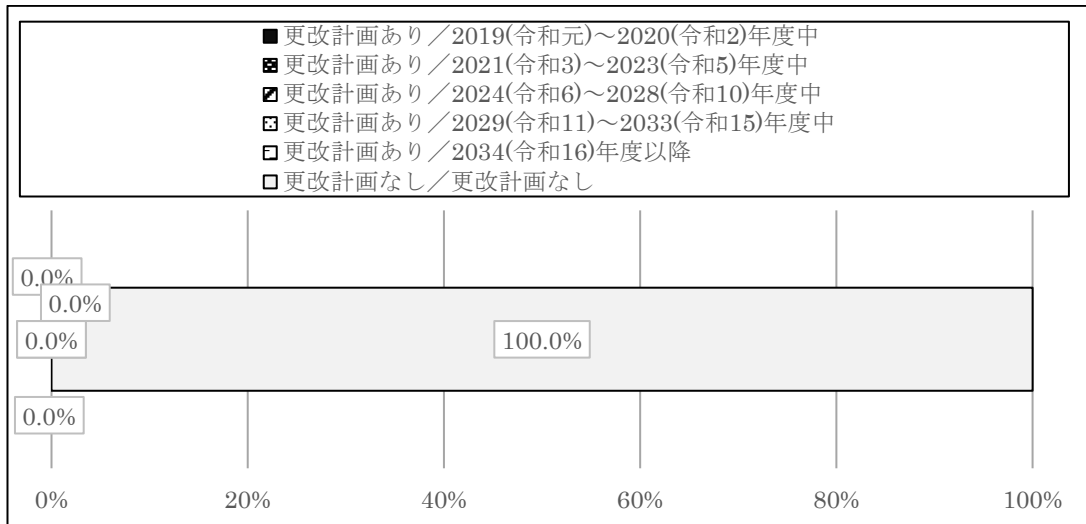 更改計画あり／2019(令和元)～2020(令和2)年度中
更改計画あり／2021(令和3)～2023(令和5)年度中
更改計画あり／2024(令和6)～2028(令和10)年度中
更改計画あり／2029(令和11)～2033(令和15)年度中
更改計画あり／2034(令和16)年度以降
更改計画なし／更改計画なし
0.0%
0.0%
0.0%
100.0%
0.0%
0%
20%
40%
60%
80%
100%